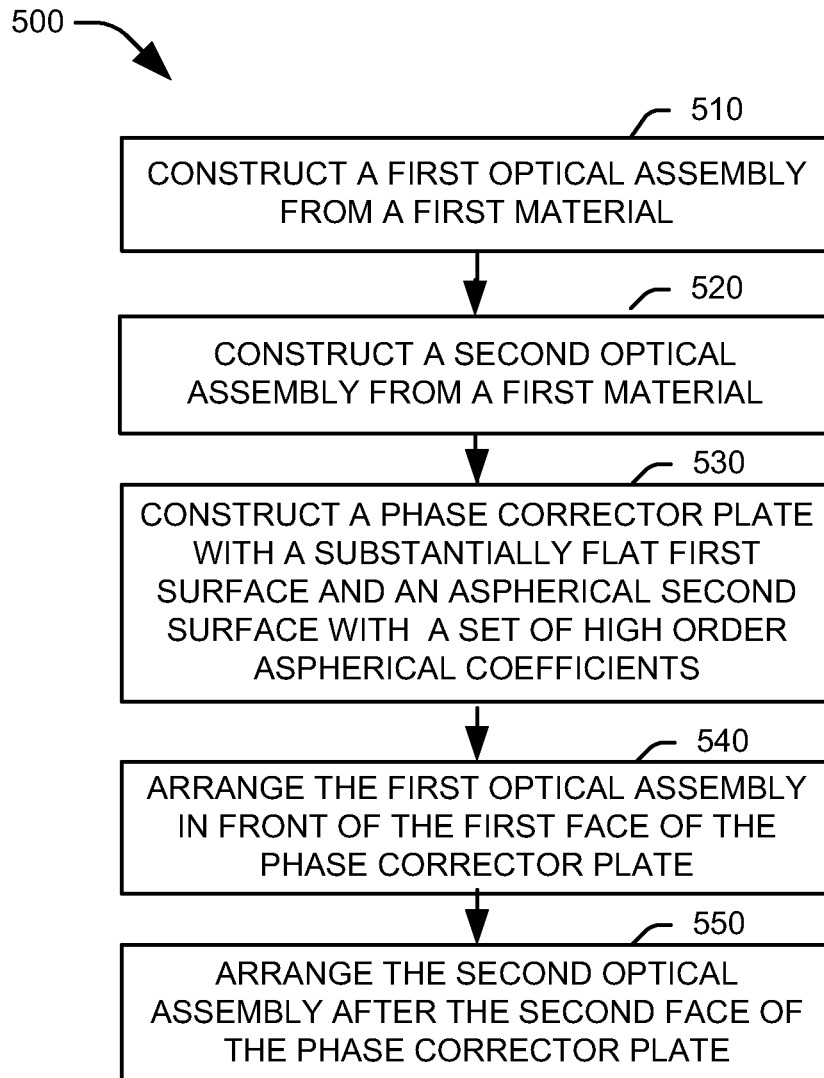 500
510
CONSTRUCT A FIRST OPTICAL ASSEMBLY
FROM A FIRST MATERIAL
520
CONSTRUCT A SECOND OPTICAL
ASSEMBLY FROM A FIRST MATERIAL
530
CONSTRUCT A PHASE CORRECTOR PLATE
WITH A SUBSTANTIALLY FLAT FIRST
SURFACE AND AN ASPHERICAL SECOND
SURFACE WITH A SET OF HIGH ORDER
ASPHERICAL COEFFICIENTS
540
ARRANGE THE FIRST OPTICAL ASSEMBLY
IN FRONT OF THE FIRST FACE OF THE
PHASE CORRECTOR PLATE
550
ARRANGE THE SECOND OPTICAL
ASSEMBLY AFTER THE SECOND FACE OF
THE PHASE CORRECTOR PLATE